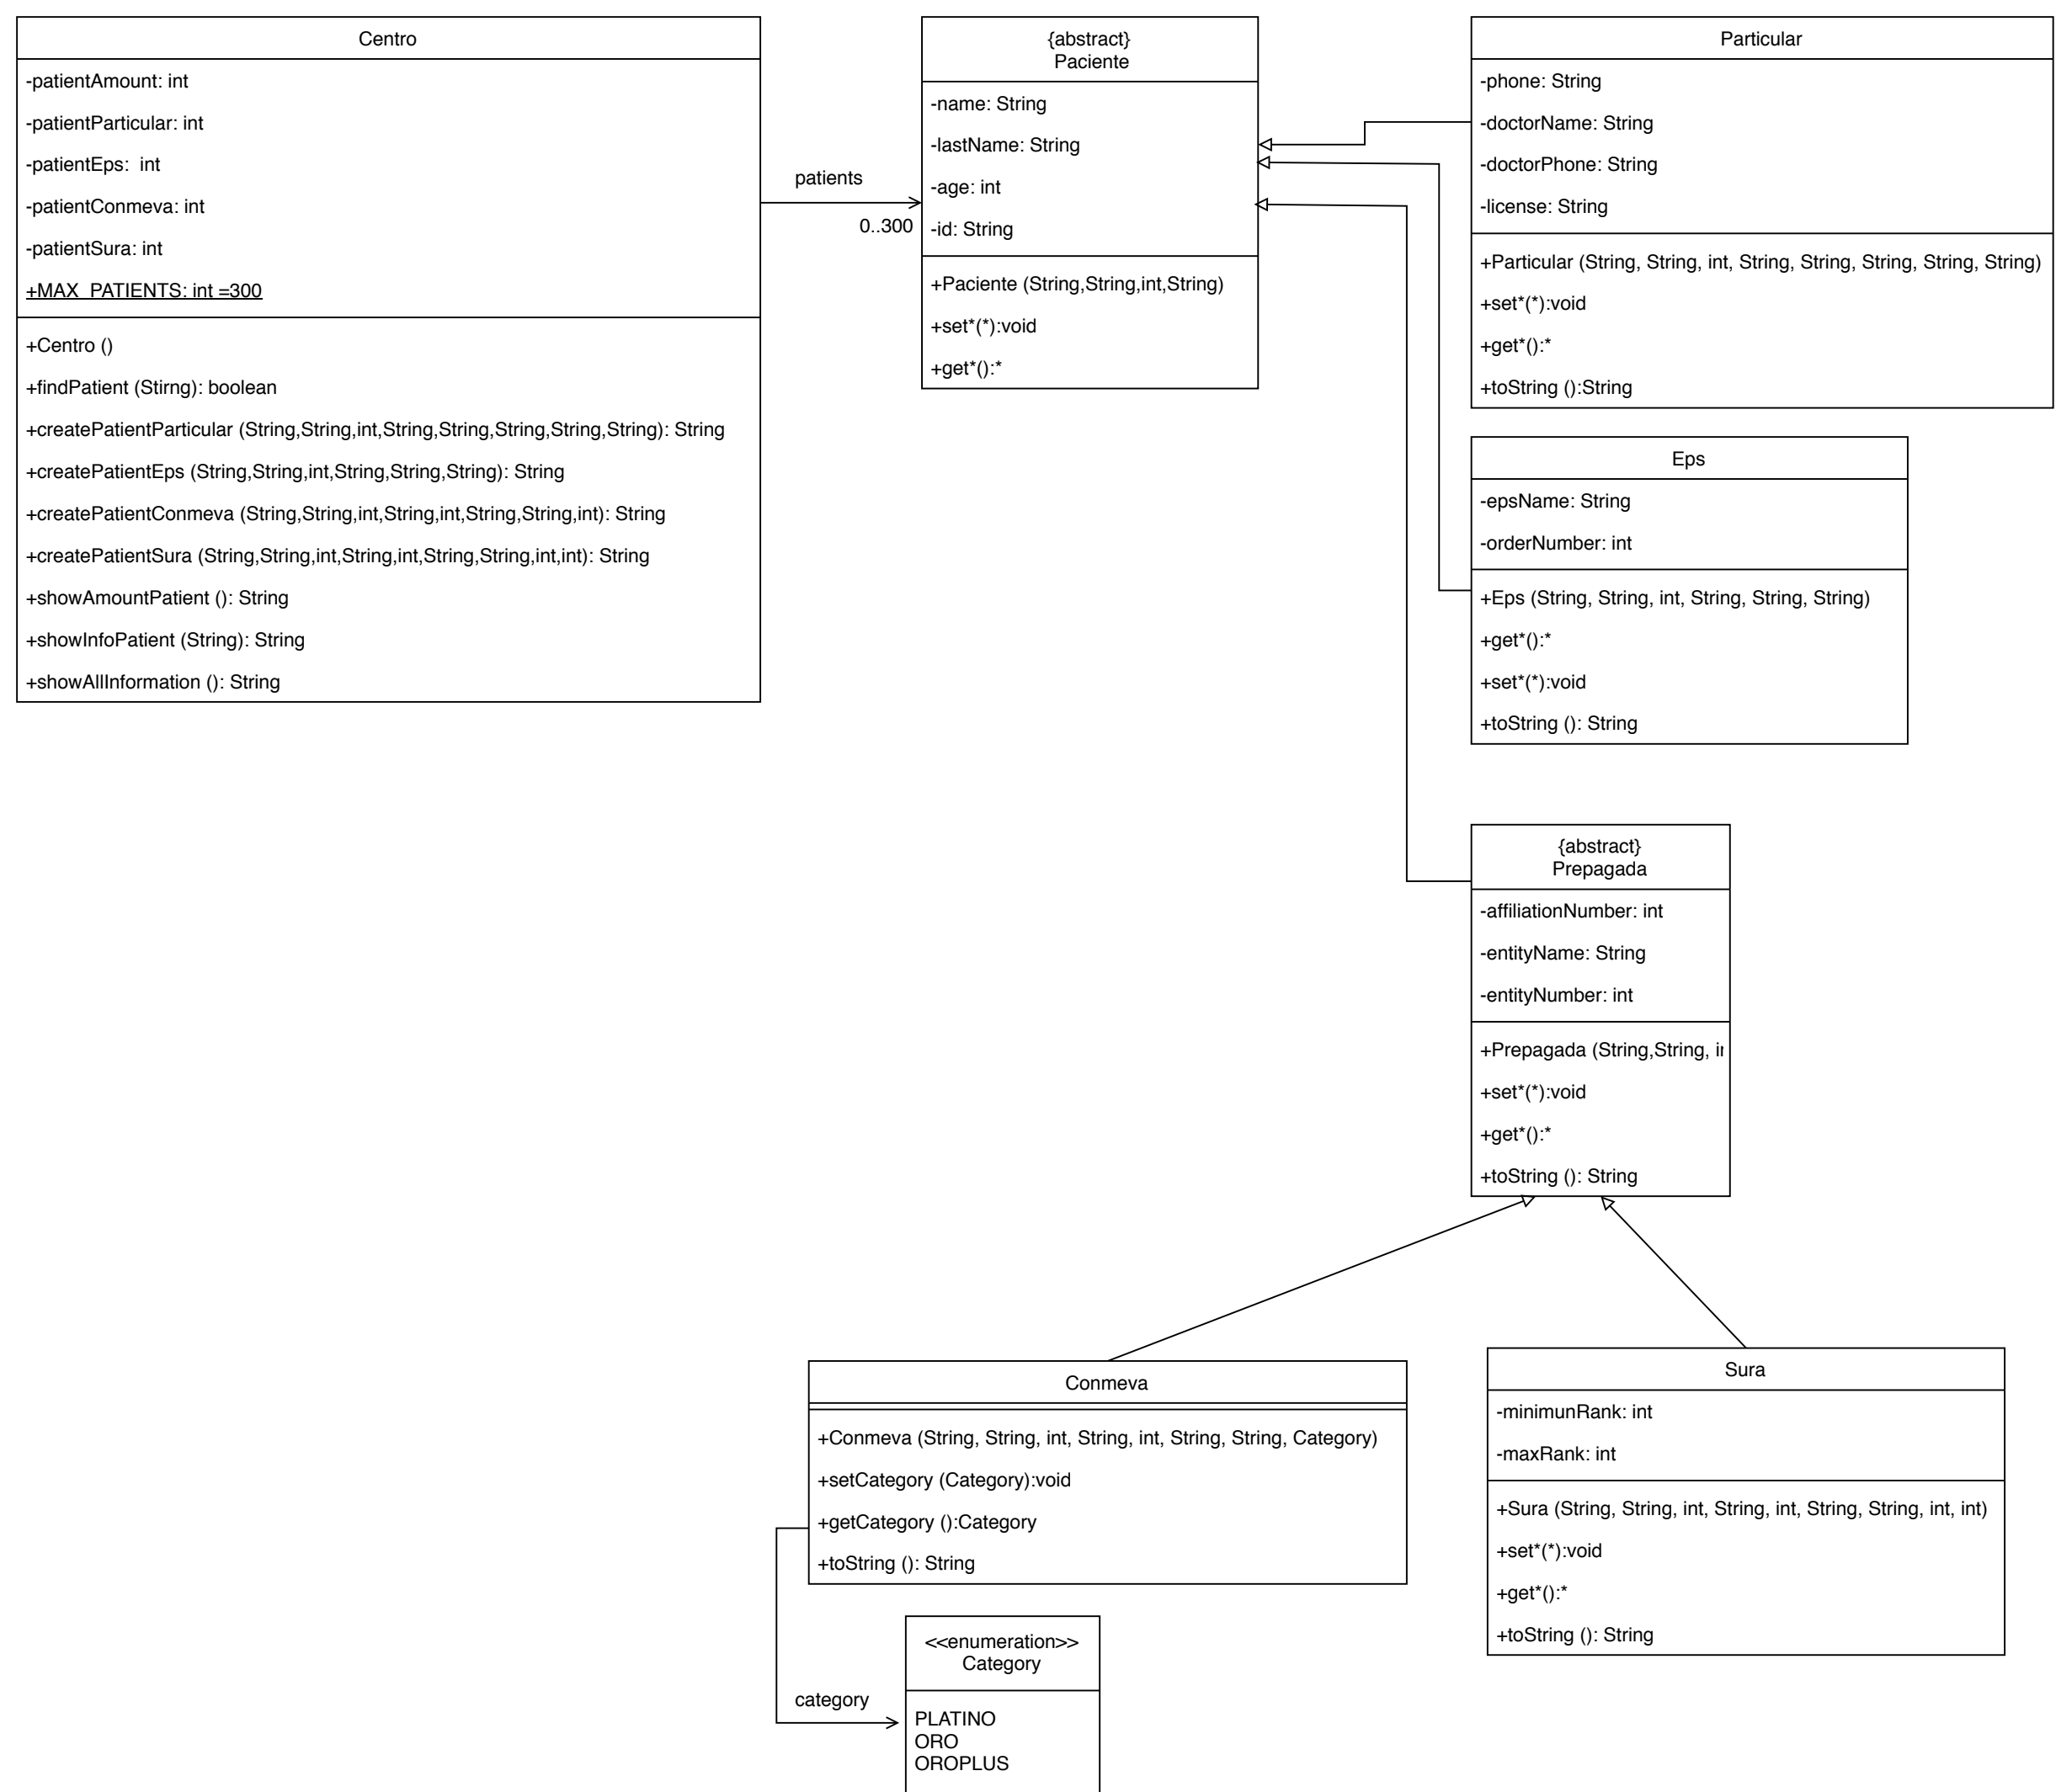 Centro
-patientAmount: int
-patientParticular: int
-patientEps:  int
-patientConmeva: int
-patientSura: int
+MAX_PATIENTS: int =300
+Centro ()
+findPatient (Stirng): boolean
+createPatientParticular (String,String,int,String,String,String,String,String): String
+createPatientEps (String,String,int,String,String,String): String
+createPatientConmeva (String,String,int,String,int,String,String,int): String
+createPatientSura (String,String,int,String,int,String,String,int,int): String
+showAmountPatient (): String
+showInfoPatient (String): String
+showAllInformation (): String
patients
0..300
{abstract}
Paciente
-name: String
-lastName: String
-age: int
-id: String
+Paciente (String,String,int,String)
+set*(*):void
+get*():*
Particular
-phone: String
-doctorName: String
-doctorPhone: String
-license: String
+Particular (String, String, int, String, String, String, String, String)
+set*(*):void
+get*():*
+toString ():String
Eps
-epsName: String
-orderNumber: int
+Eps (String, String, int, String, String, String)
+get*():*
+set*(*):void
+toString (): String
{abstract}
Prepagada
-affiliationNumber: int
-entityName: String
-entityNumber: int
+Prepagada (String,String,
+set*(*):void
+get*():*
+toString (): String
Conmeva
+Conmeva (String, String, int, String, int, String, String, Category)
+setCategory (Category):void
+getCategory ():Category
+toString (): String
Sura
-minimunRank: int
-maxRank: int
+Sura (String, String, int, String, int, String, String, int, int)
+set*(*):void
+get*():*
+toString (): String
category
<<enumeration>>
Category
PLATINO
ORO
OROPLUS